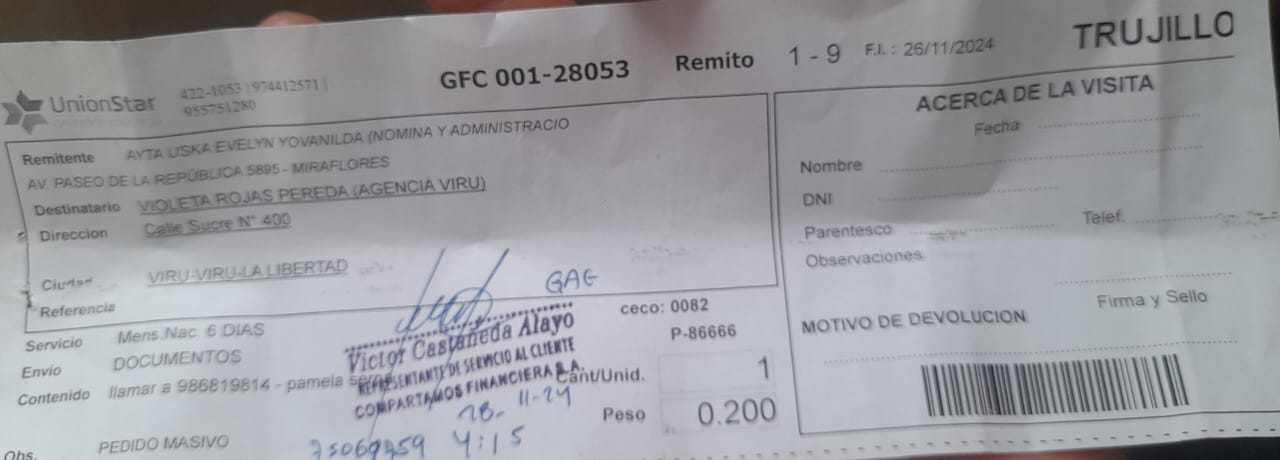 UnionStar
422-1053 | 974412571 |
955751280
GFC 001-28053
Remito 1 - 9 F.I. : 26/11/2024
TRUJILLO
Remitente AYTA USKA EVELYN YOVANILDA (NOMINA Y ADMINISTRACIO
AV. PASEO DE LA REPÚBLICA 5895 - MIRAFLORES
Destinatario VIOLETA ROJAS PEREDA (AGENCIA VIRU)
Direccion Calle Sucre N° 400
Ciudad VIRU-VIRU-LA LIBERTAD
Referencia
Servicio Mens.Nac. 6 DIAS
Envio DOCUMENTOS
Contenido llamar a 986819814 - pamela
Obs. PEDIDO MASIVO
GAG
Victor Castañeda Alayo
REPRESENTANTE DE SERVICIO AL CLIENTE
COMPARTAMOS FINANCIERA S.A.
28-11-24
75069759 4:15
ceco: 0082
P-86666
Cant/Unid. 1
Peso 0.200
ACERCA DE LA VISITA
Fecha
Nombre
DNI
Parentesco Telef.
Observaciones
Firma y Sello
MOTIVO DE DEVOLUCION